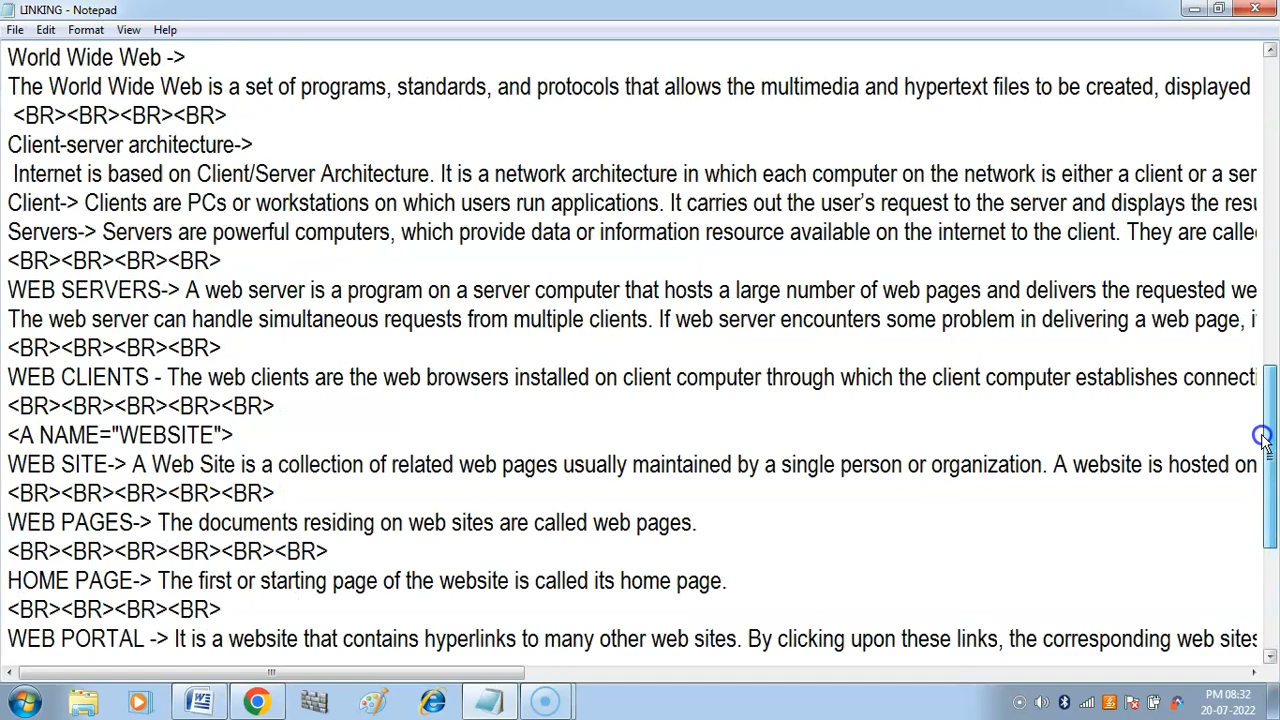 LINKING - Notepad
File Edit Format View Help
World Wide Web ->
The World Wide Web is a set of programs, standards, and protocols that allows the multimedia and hypertext files to be created, displayed
<BR><BR><BR><BR>
Client-server architecture->
Internet is based on Client/Server Architecture. It is a network architecture in which each computer on the network is either a client or a ser
Client-> Clients are PCs or workstations on which users run applications. It carries out the user’s request to the server and displays the resu
Servers-> Servers are powerful computers, which provide data or information resource available on the internet to the client. They are calle
<BR><BR><BR><BR>
WEB SERVERS-> A web server is a program on a server computer that hosts a large number of web pages and delivers the requested we
The web server can handle simultaneous requests from multiple clients. If web server encounters some problem in delivering a web page, i
<BR><BR><BR><BR>
WEB CLIENTS - The web clients are the web browsers installed on client computer through which the client computer establishes connecti
<BR><BR><BR><BR><BR>
<A NAME="WEBSITE">
WEB SITE-> A Web Site is a collection of related web pages usually maintained by a single person or organization. A website is hosted on
<BR><BR><BR><BR><BR>
WEB PAGES-> The documents residing on web sites are called web pages.
<BR><BR><BR><BR><BR><BR>
HOME PAGE-> The first or starting page of the website is called its home page.
<BR><BR><BR><BR>
WEB PORTAL -> It is a website that contains hyperlinks to many other web sites. By clicking upon these links, the corresponding web sites
PM 08:32
20-07-2022